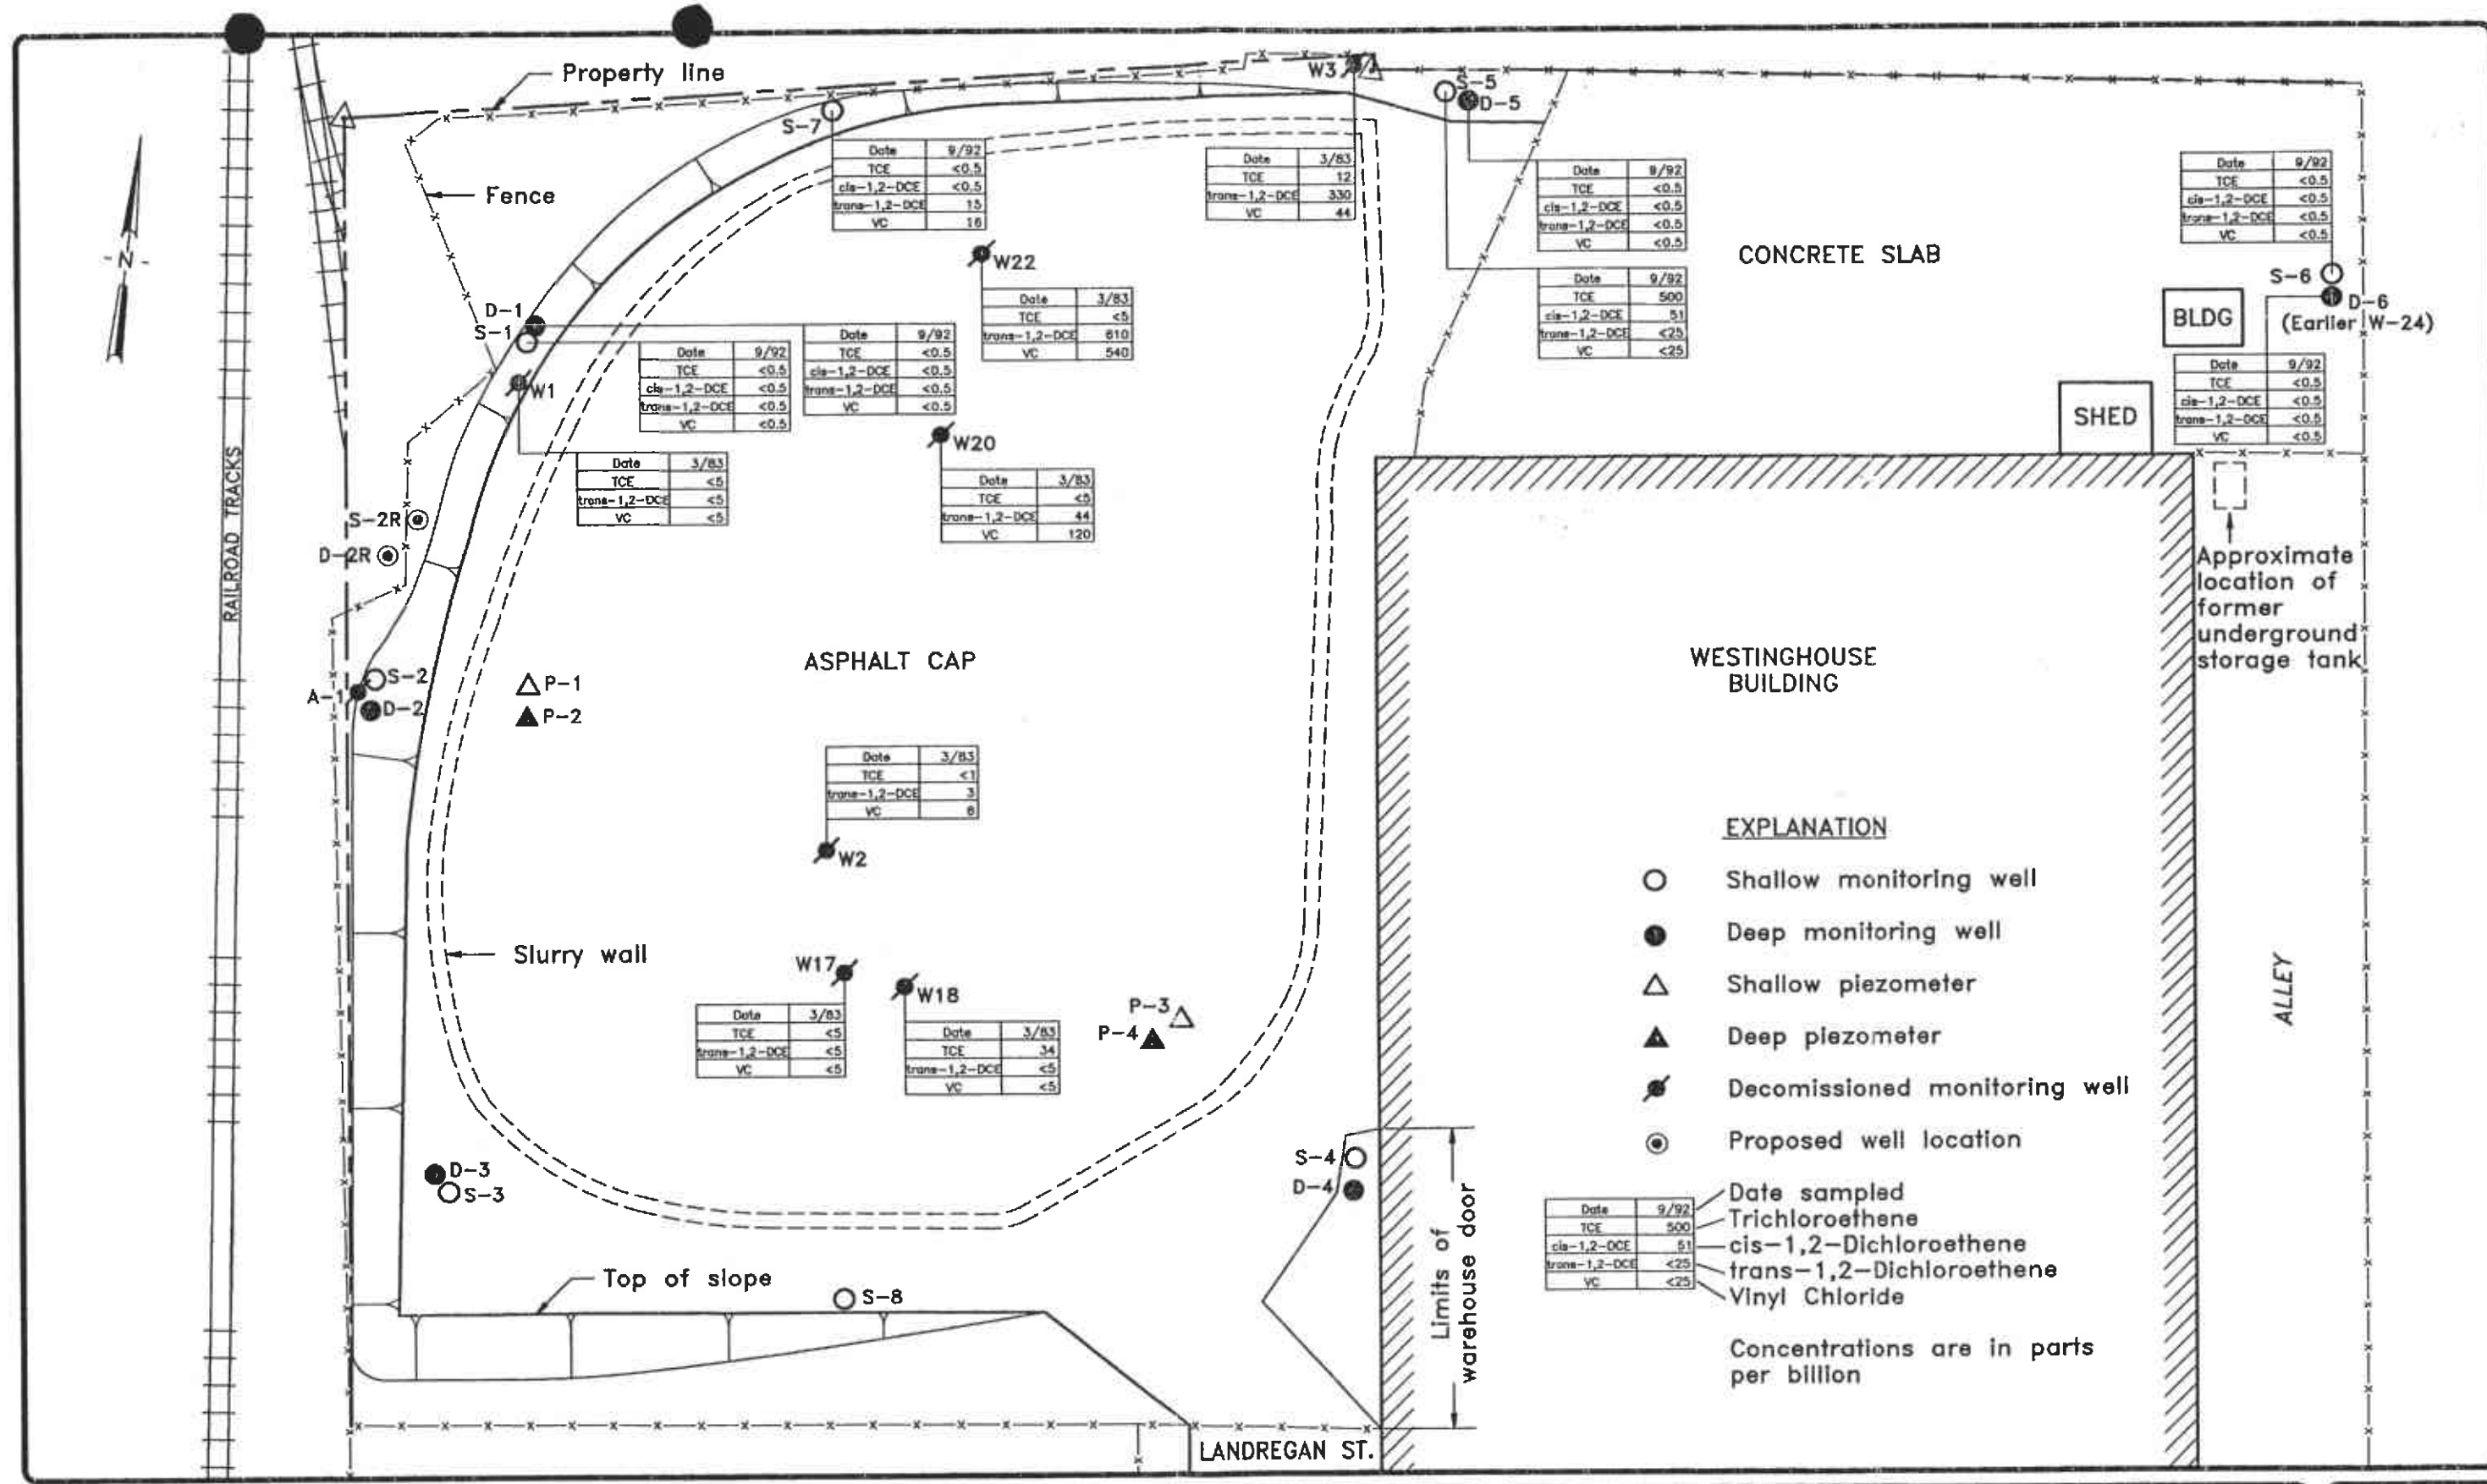 Property line
W3
S-5
D-5
S-7
Date 9/92
TCE <0.5
cis-1,2-DCE <0.5
trans-1,2-DCE 15
VC 16
Date 3/83
TCE 12
trans-1,2-DCE 330
VC 44
Date 9/92
TCE <0.5
cis-1,2-DCE <0.5
trans-1,2-DCE <0.5
VC <0.5
Date 9/92
TCE <0.5
cis-1,2-DCE <0.5
trans-1,2-DCE <0.5
VC <0.5
Fence
-N-
W22
CONCRETE SLAB
S-6
D-6
(Earlier W-24)
BLDG
Date 3/83
TCE <5
trans-1,2-DCE 610
VC 540
Date 9/92
TCE 500
cis-1,2-DCE 51
trans-1,2-DCE <25
VC <25
D-1
S-1
W1
Date 9/92
TCE <0.5
cis-1,2-DCE <0.5
trans-1,2-DCE <0.5
VC <0.5
Date 9/92
TCE <0.5
cis-1,2-DCE <0.5
trans-1,2-DCE <0.5
VC <0.5
Date 9/92
TCE <0.5
cis-1,2-DCE <0.5
trans-1,2-DCE <0.5
VC <0.5
SHED
W20
Date 3/83
TCE <5
trans-1,2-DCE <5
VC <5
Date 3/83
TCE <5
trans-1,2-DCE 44
VC 120
RAILROAD TRACKS
S-2R
D-2R
Approximate
location of
former
underground
storage tank
ASPHALT CAP
WESTINGHOUSE
BUILDING
S-2
A-1
D-2
P-1
P-2
Date 3/83
TCE <1
trans-1,2-DCE 3
VC 6
W2
EXPLANATION
Shallow monitoring well
Deep monitoring well
Shallow piezometer
Deep piezometer
Decomissioned monitoring well
Proposed well location
Slurry wall
W17
W18
P-3
P-4
Date 3/83
TCE <5
trans-1,2-DCE <5
VC <5
Date 3/83
TCE 34
trans-1,2-DCE <5
VC <5
ALLEY
D-3
S-3
S-4
D-4
Limits of
warehouse door
Date 9/92
TCE 500
cis-1,2-DCE 51
trans-1,2-DCE <25
VC <25
Date sampled
Trichloroethene
cis-1,2-Dichloroethene
trans-1,2-Dichloroethene
Vinyl Chloride
Concentrations are in parts
per billion
Top of slope
S-8
LANDREGAN ST.